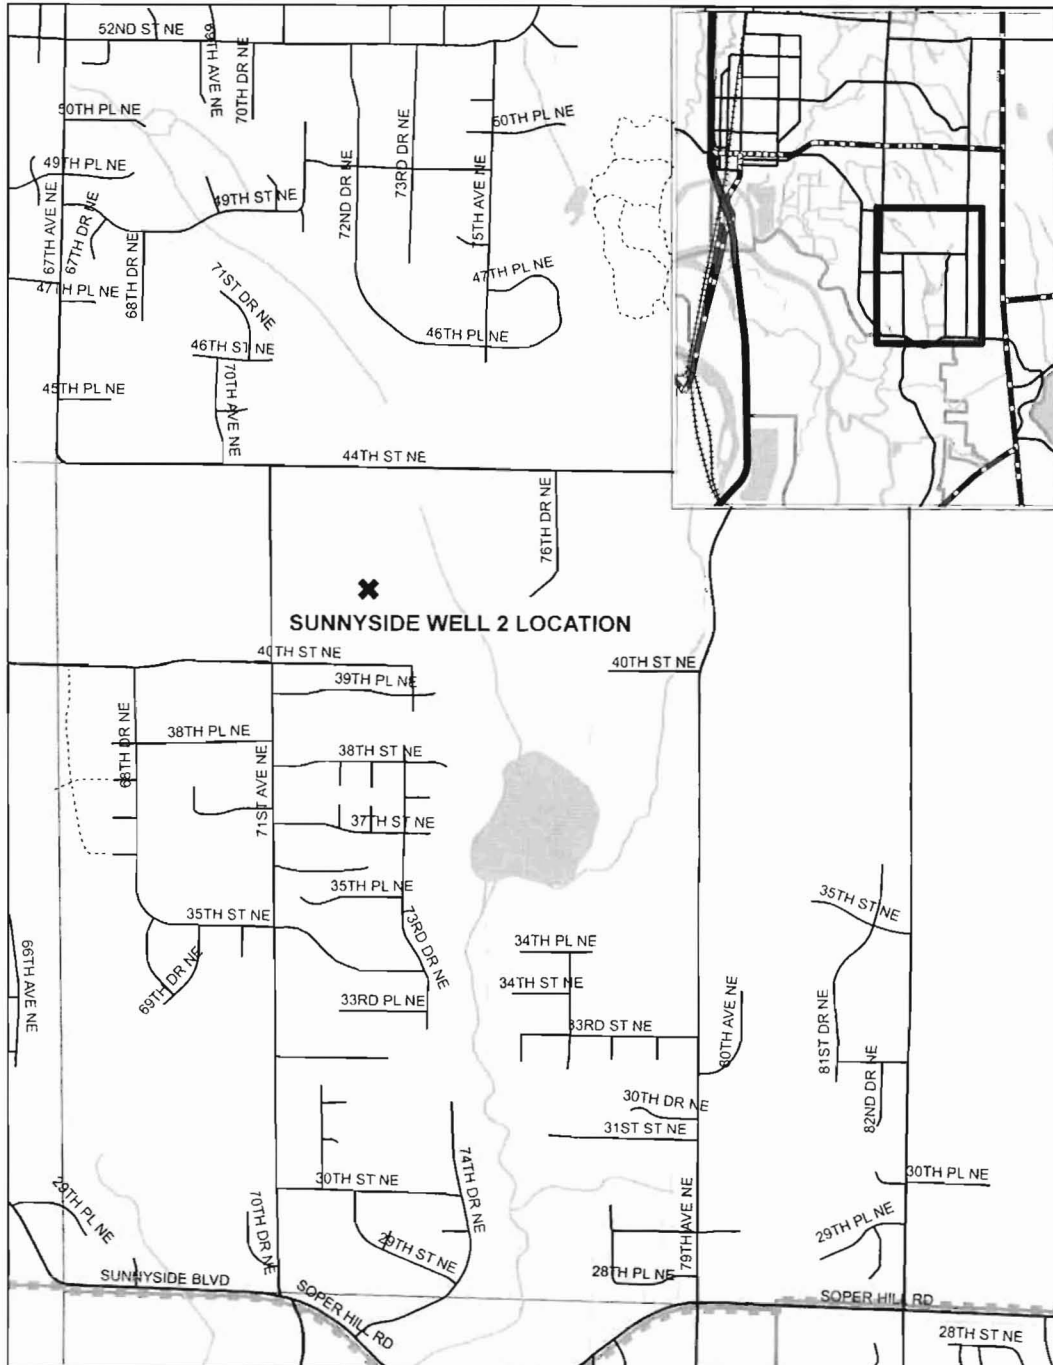 52ND ST NE
69TH AVE NE
70TH DR NE
50TH PL NE
50TH PL NE
73RD DR NE
72ND DR NE
75TH AVE NE
49TH PL NE
49TH ST NE
67TH AVE NE
67TH DR NE
68TH DR NE
47TH PL NE
71ST DR NE
47TH PL NE
46TH PL NE
46TH ST NE
70TH AVE NE
45TH PL NE
44TH ST NE
76TH DR NE
SUNNYSIDE WELL 2 LOCATION
40TH ST NE
40TH ST NE
39TH PL NE
68TH DR NE
38TH PL NE
38TH ST NE
71ST AVE NE
37TH ST NE
35TH PL NE
35TH ST NE
35TH ST NE
73RD DR NE
34TH PL NE
66TH AVE NE
69TH DR NE
34TH ST NE
33RD PL NE
33RD ST NE
80TH AVE NE
81ST DR NE
82ND DR NE
30TH DR NE
31ST ST NE
30TH ST NE
74TH DR NE
30TH PL NE
29TH PL NE
70TH DR NE
29TH ST NE
79TH AVE NE
29TH PL NE
28TH PL NE
SUNNYSIDE BLVD
SOPER HILL RD
SOPER HILL RD
28TH ST NE